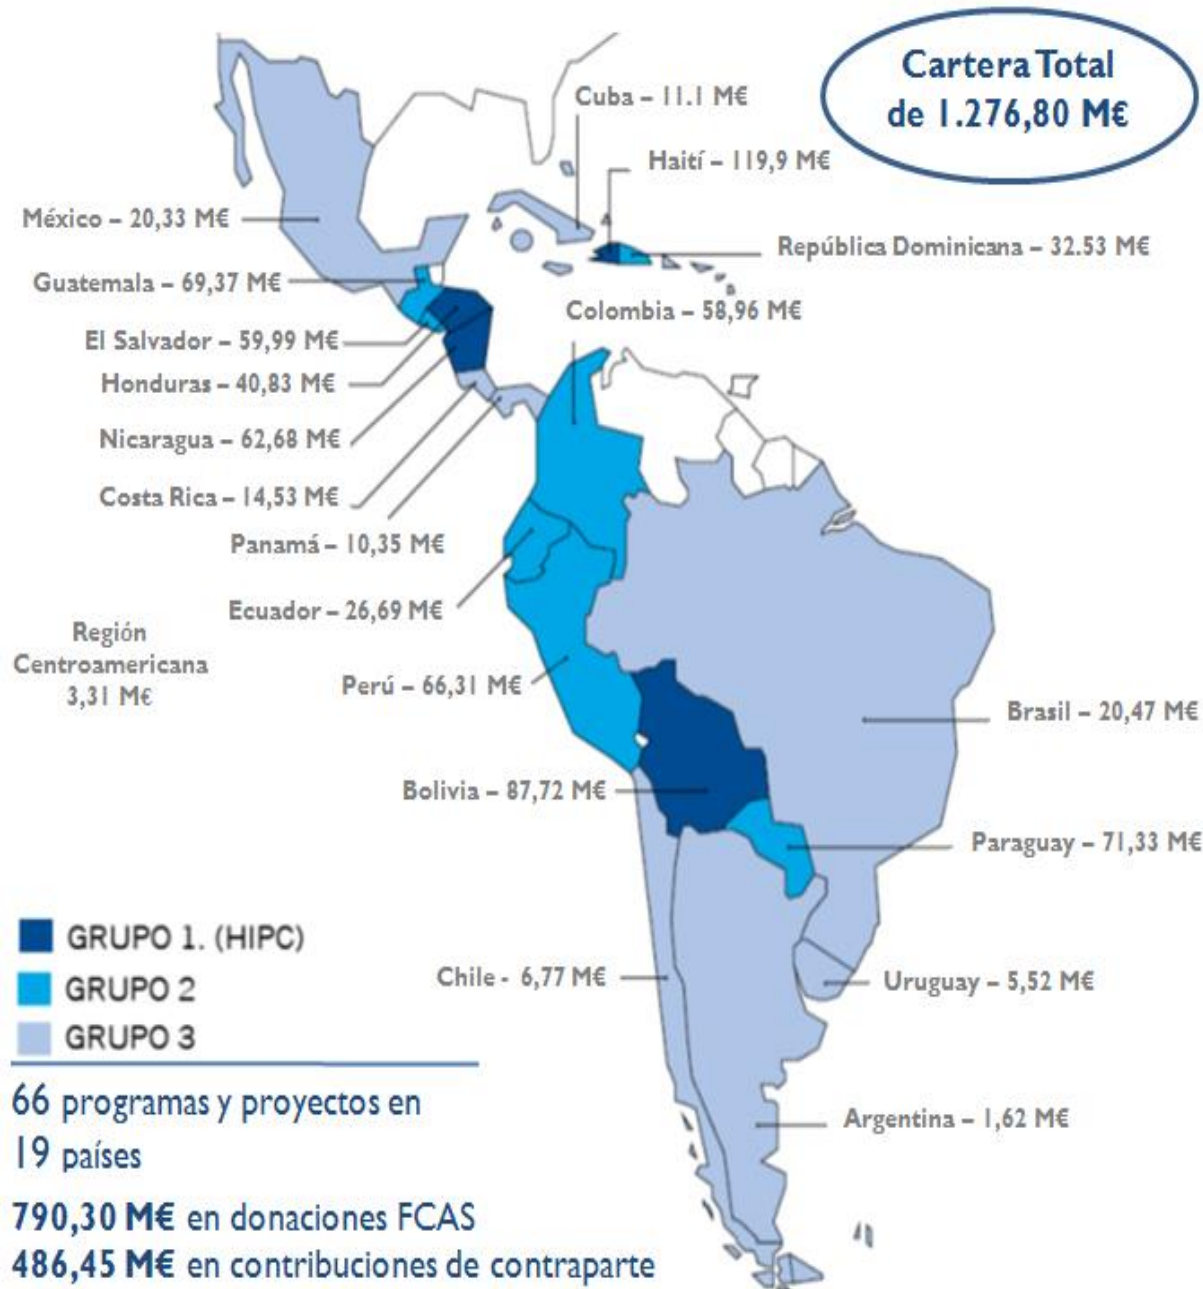 Cartera Total
de 1.276,80 M€
Cuba – 11.1 M€
Haití – 119,9 M€
México – 20,33 M€
República Dominicana – 32.53 M€
Guatemala – 69,37 M€
Colombia – 58,96 M€
El Salvador – 59,99 M€
Honduras – 40,83 M€
Nicaragua – 62,68 M€
Costa Rica – 14,53 M€
Panamá – 10,35 M€
Ecuador – 26,69 M€
Región
Centroamericana
3,31 M€
Perú – 66,31 M€
Brasil – 20,47 M€
Bolivia – 87,72 M€
Paraguay – 71,33 M€
GRUPO 1. (HIPC)
GRUPO 2
GRUPO 3
Chile - 6,77 M€
Uruguay – 5,52 M€
Argentina – 1,62 M€
66 programas y proyectos en
19 países
790,30 M€ en donaciones FCAS
486,45 M€ en contribuciones de contraparte